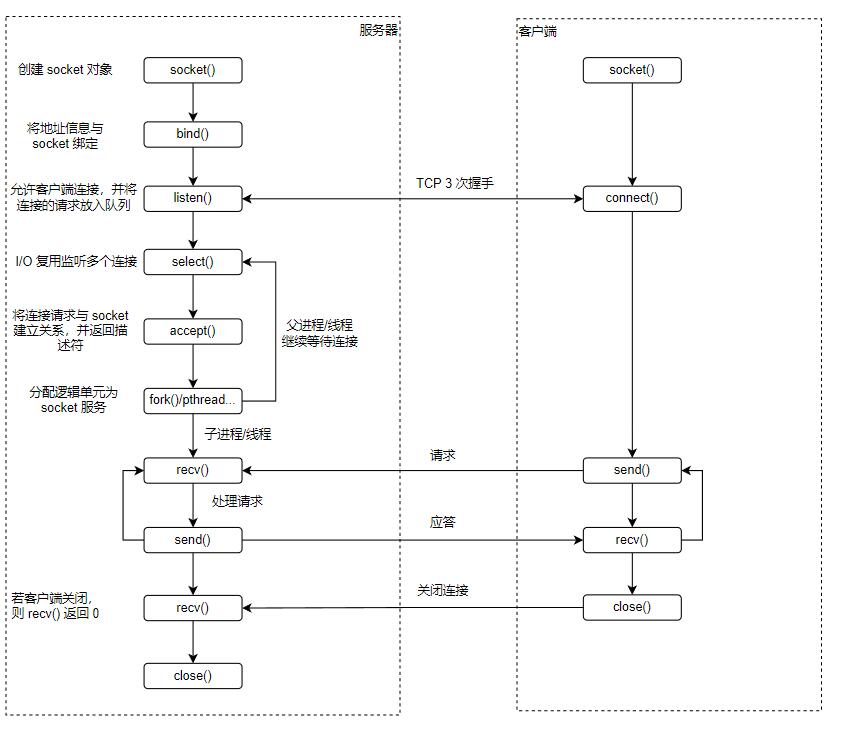 服务器
客户端
创建 socket 对象
socket()
socket()
将地址信息与
socket 绑定
bind()
允许客户端连接，并将
连接的请求放入队列
listen()
TCP 3 次握手
connect()
I/O 复用监听多个连接
select()
将连接请求与 socket
建立关系，并返回描
述符
accept()
父进程/线程
继续等待连接
分配逻辑单元为
socket 服务
fork()/pthread...
子进程/线程
recv()
请求
send()
处理请求
send()
应答
recv()
若客户端关闭，
则 recv() 返回 0
recv()
关闭连接
close()
close()